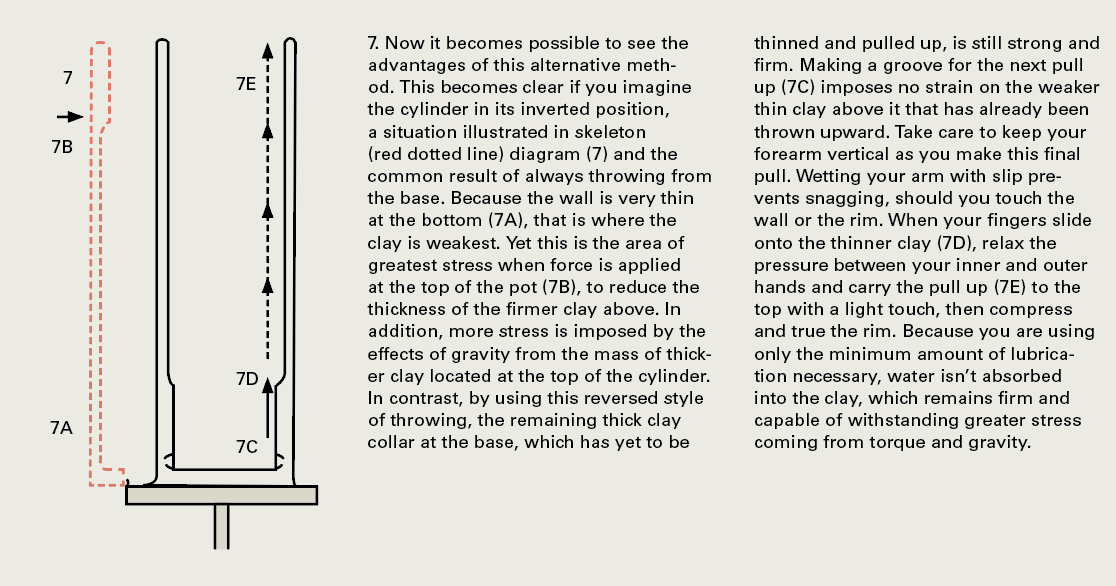 7
7B
7A
7E
7D
7C
7. Now it becomes possible to see the
advantages of this alternative meth-
od. This becomes clear if you imagine
the cylinder in its inverted position,
a situation illustrated in skeleton
(red dotted line) diagram (7) and the
common result of always throwing from
the base. Because the wall is very thin
at the bottom (7A), that is where the
clay is weakest. Yet this is the area of
greatest stress when force is applied
at the top of the pot (7B), to reduce the
thickness of the firmer clay above. In
addition, more stress is imposed by the
effects of gravity from the mass of thick-
er clay located at the top of the cylinder.
In contrast, by using this reversed style
of throwing, the remaining thick clay
collar at the base, which has yet to be
thinned and pulled up, is still strong and
firm. Making a groove for the next pull
up (7C) imposes no strain on the weaker
thin clay above it that has already been
thrown upward. Take care to keep your
forearm vertical as you make this final
pull. Wetting your arm with slip pre-
vents snagging, should you touch the
wall or the rim. When your fingers slide
onto the thinner clay (7D), relax the
pressure between your inner and outer
hands and carry the pull up (7E) to the
top with a light touch, then compress
and true the rim. Because you are using
only the minimum amount of lubrica-
tion necessary, water isn’t absorbed
into the clay, which remains firm and
capable of withstanding greater stress
coming from torque and gravity.